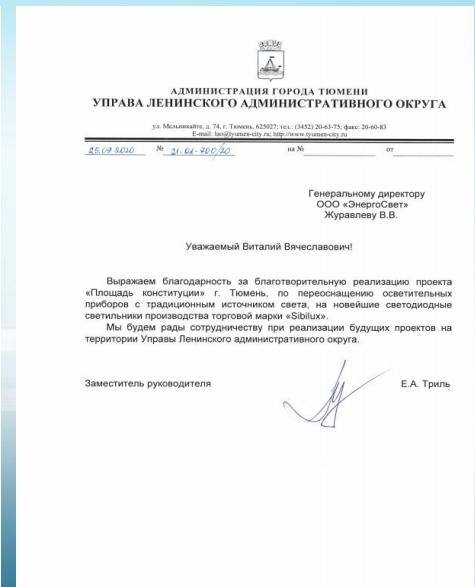 АДМИНИСТРАЦИЯ ГОРОДА ТЮМЕНИ
УПРАВА ЛЕНИНСКОГО АДМИНИСТРАТИВНОГО ОКРУГА
ул. Мельникайте, д. 74, г. Тюмень, 625027; тел.: (3452) 20-63-75; факс: 20-60-83
E-mail: lao@tyumen-city.ru; http://www.tyumen-city.ru
25.09.2020 № 21-01-700/20 на № от
Генеральному директору
ООО «ЭнергоСвет»
Журавлеву В.В.
Уважаемый Виталий Вячеславович!
Выражаем благодарность за благотворительную реализацию проекта
«Площадь конституции» г. Тюмень, по переоснащению осветительных
приборов с традиционным источником света, на новейшие светодиодные
светильники производства торговой марки «Sibilux».
Мы будем рады сотрудничеству при реализации будущих проектов на
территории Управы Ленинского административного округа.
Заместитель руководителя Е.А. Триль